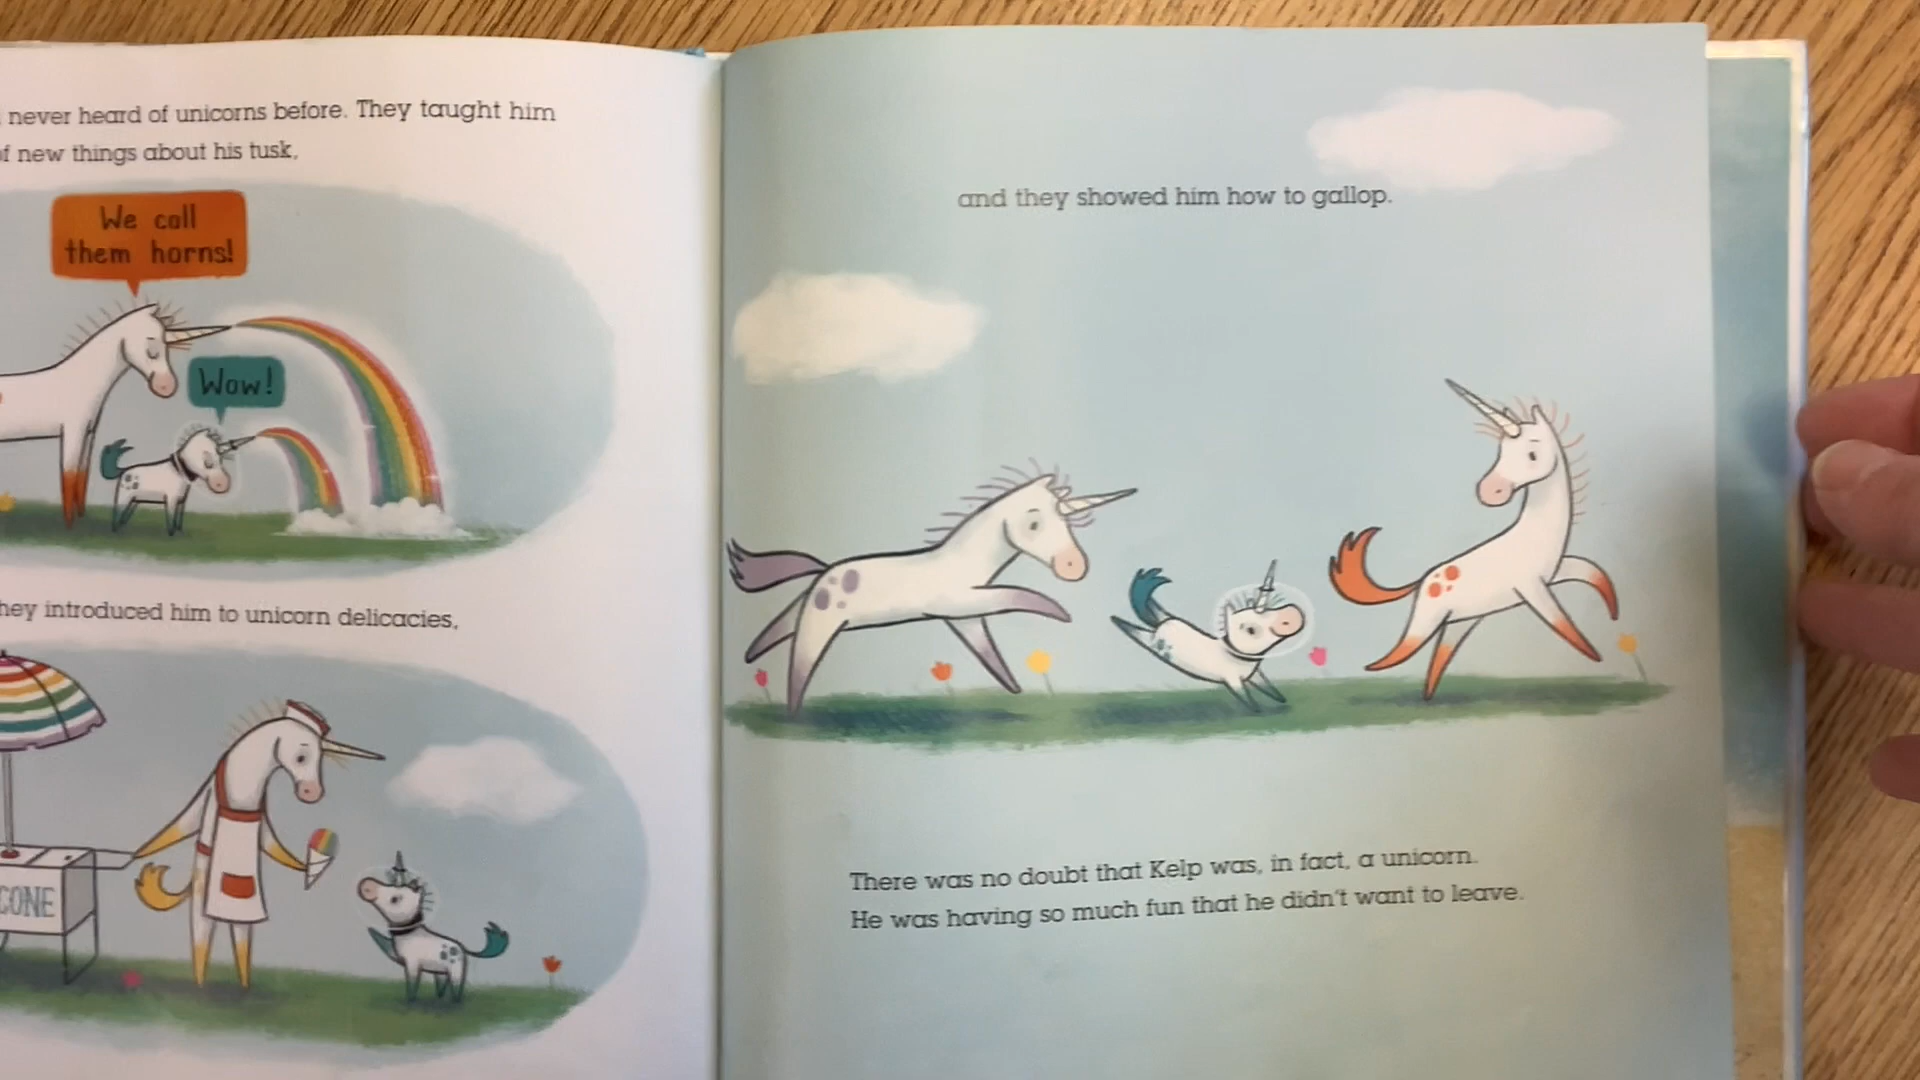 never heard of unicorns before. They taught him
of new things about his tusk,
We call
them horns!
Wow!
they introduced him to unicorn delicacies,
CONE
and they showed him how to gallop.
There was no doubt that Kelp was, in fact, a unicorn.
He was having so much fun that he didn't want to leave.